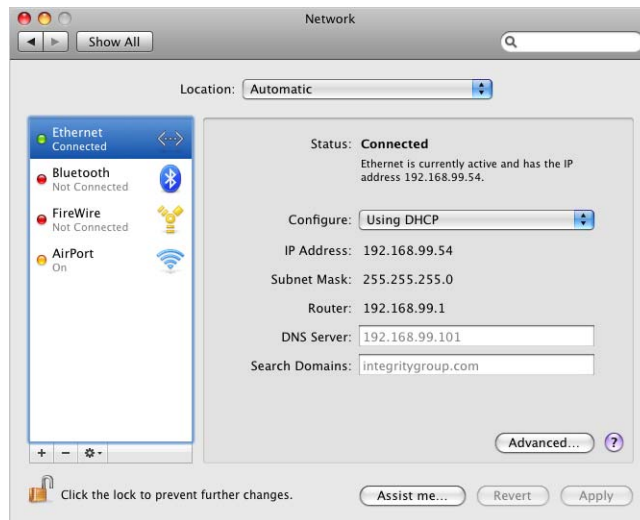 Network
Show All
Location: Automatic
Ethernet
Connected
Bluetooth
Not Connected
FireWire
Not Connected
AirPort
On
Status: Connected
Ethernet is currently active and has the IP
address 192.168.99.54.
Configure: Using DHCP
IP Address: 192.168.99.54
Subnet Mask: 255.255.255.0
Router: 192.168.99.1
DNS Server: 192.168.99.101
Search Domains: integritygroup.com
Advanced... ?
Click the lock to prevent further changes.
Assist me... Revert Apply